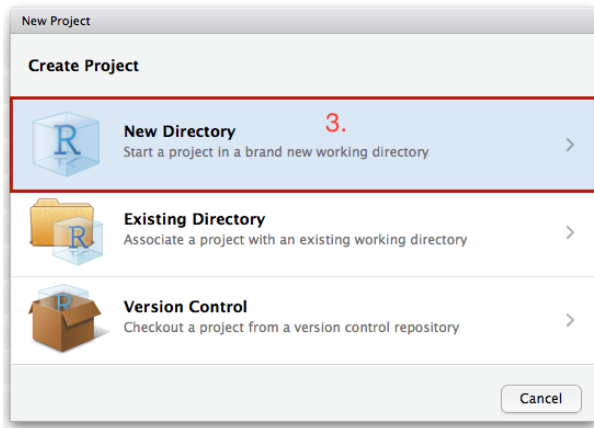 New Project
Create Project
New Directory
3.
Start a project in a brand new working directory
R
Existing Directory
Associate a project with an existing working directory
R
Version Control
Checkout a project from a version control repository
R
Cancel